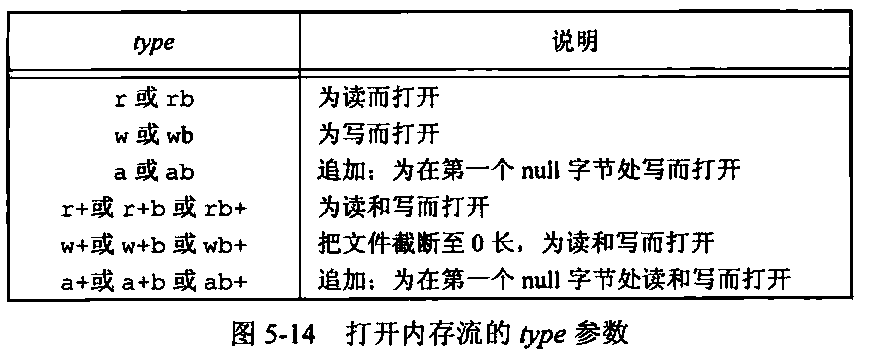 type 说明
r 或 rb 为读而打开
w 或 wb 为写而打开
a 或 ab 追加；为在第一个 null 字节处写而打开
r+或 r+b 或 rb+ 为读和写而打开
w+或 w+b 或 wb+ 把文件截断至 0 长，为读和写而打开
a+或 a+b 或 ab+ 追加；为在第一个 null 字节处读和写而打开
图 5-14 打开内存流的 type 参数